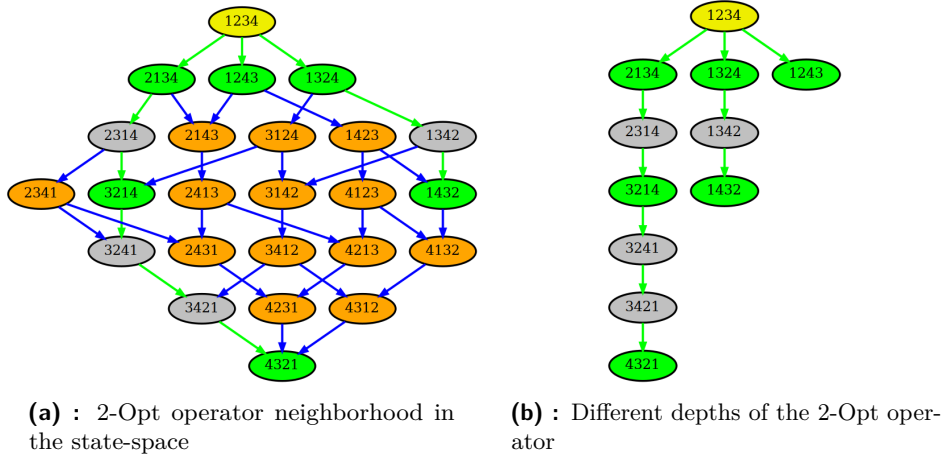 1234
2134 1243 1324
2314 2143 3124 1423 1342
2341 3214 2413 3142 4123 1432
3241 2431 3412 4213 4132
3421 4231 4312
4321
(a) : 2-Opt operator neighborhood in
the state-space
1234
2134 1324 1243
2314 1342
3214 1432
3241
3421
4321
(b) : Different depths of the 2-Opt oper-
ator